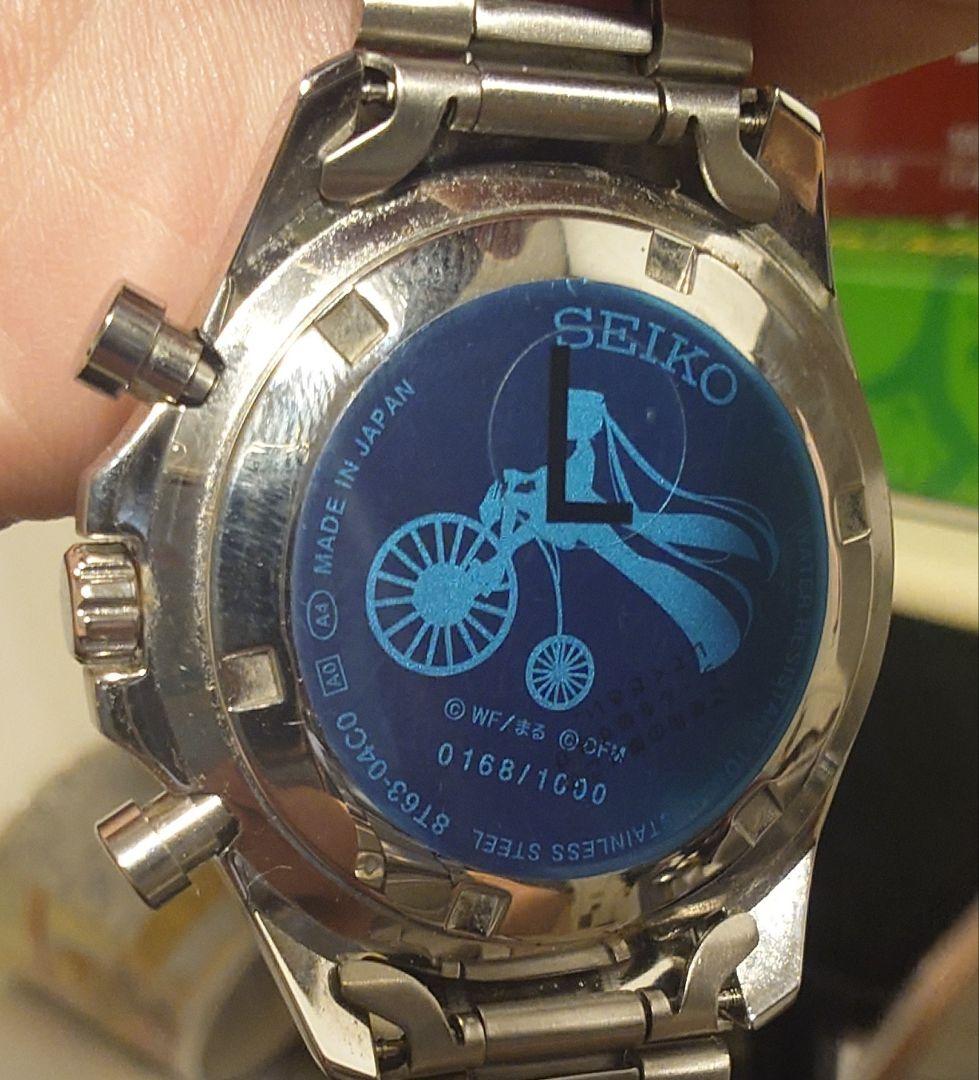 SEIKO
L
MADE IN JAPAN
A4
A0
8T63-04C0
STAINLESS STEEL
WATER RESISTANT
© WF/まる © CFM
0168/1000